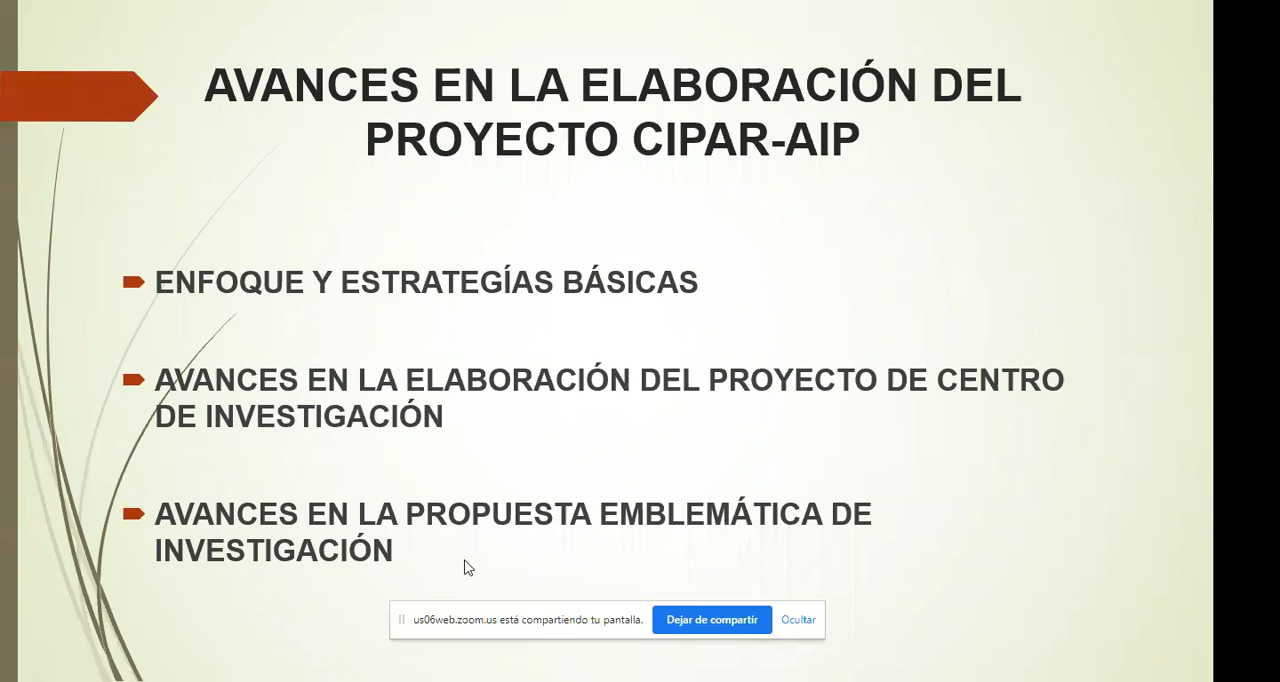 AVANCES EN LA ELABORACIÓN DEL
PROYECTO CIPAR-AIP
ENFOQUE Y ESTRATEGÍAS BÁSICAS
AVANCES EN LA ELABORACIÓN DEL PROYECTO DE CENTRO
DE INVESTIGACIÓN
AVANCES EN LA PROPUESTA EMBLEMÁTICA DE
INVESTIGACIÓN
us06web.zoom.us está compartiendo tu pantalla. Dejar de compartir Ocultar